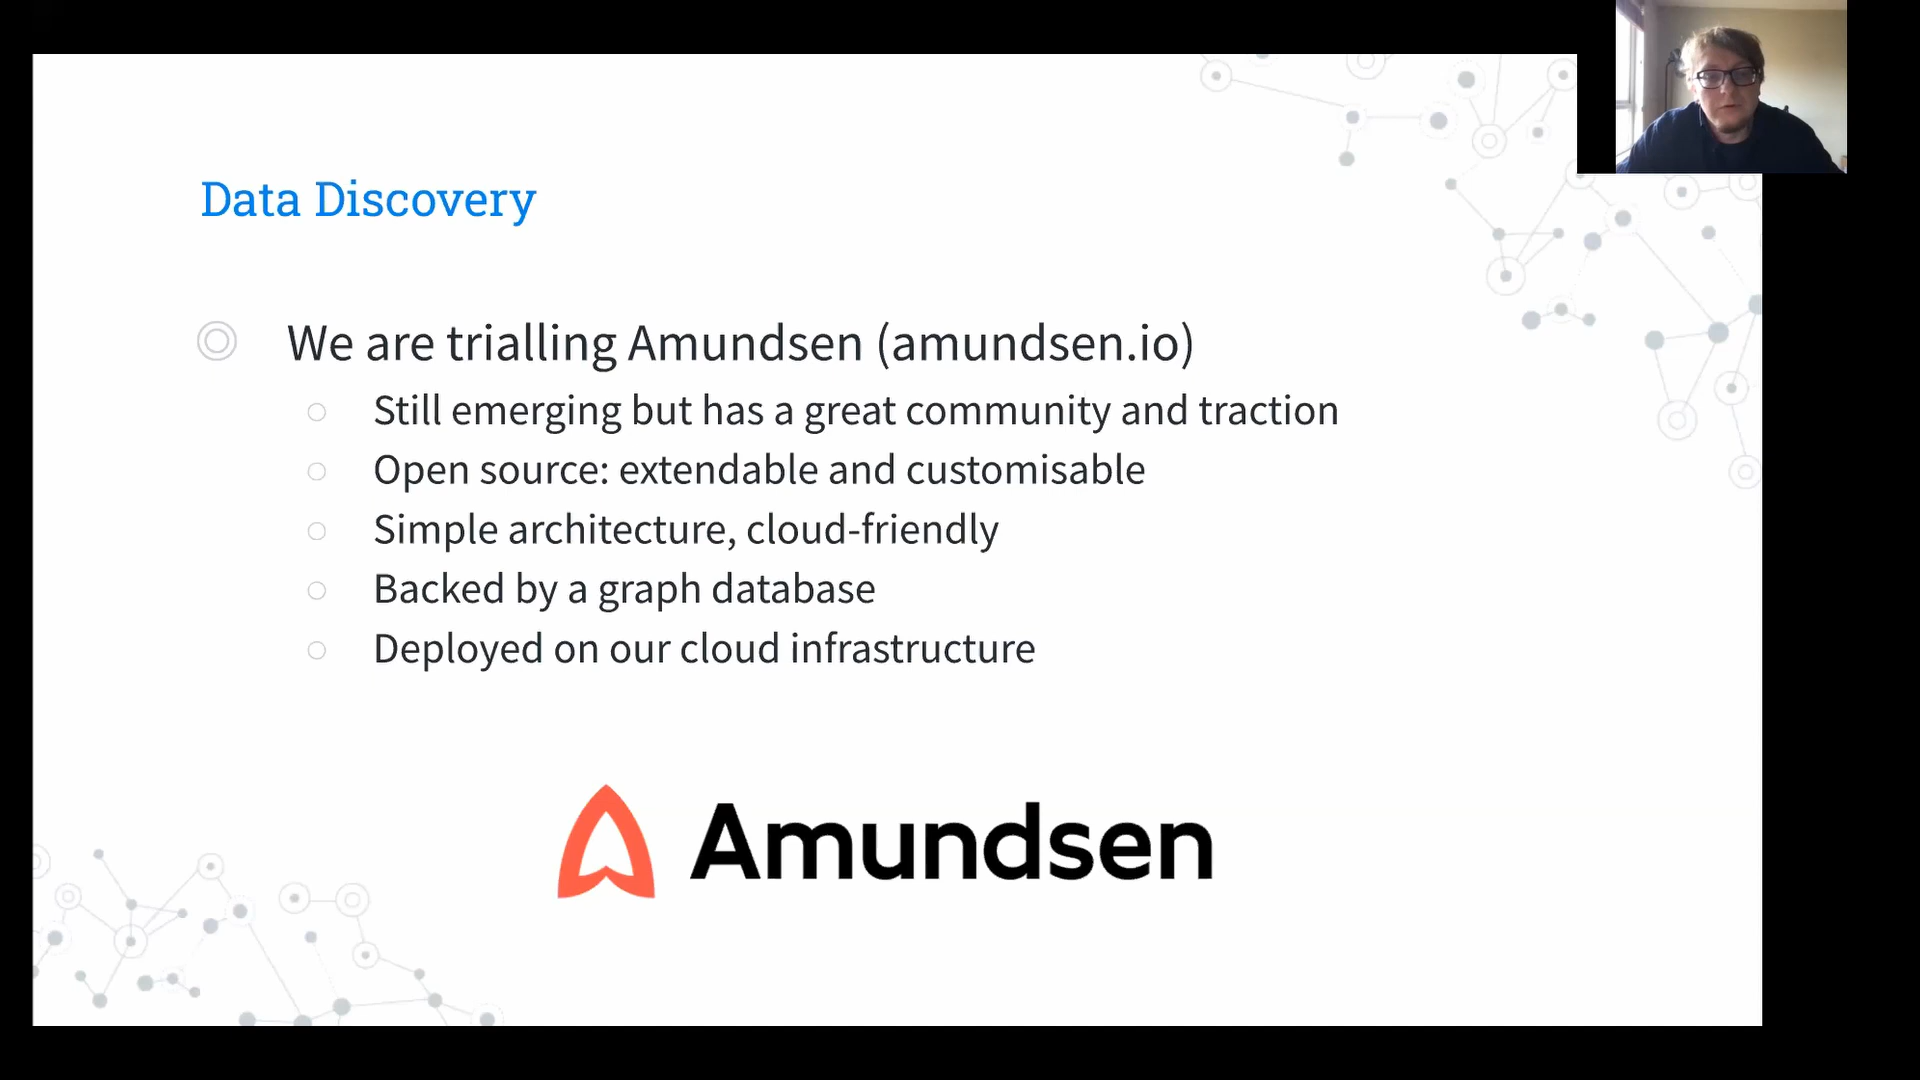 Data Discovery
We are trialling Amundsen (amundsen.io)
Still emerging but has a great community and traction
Open source: extendable and customisable
Simple architecture, cloud-friendly
Backed by a graph database
Deployed on our cloud infrastructure
Amundsen